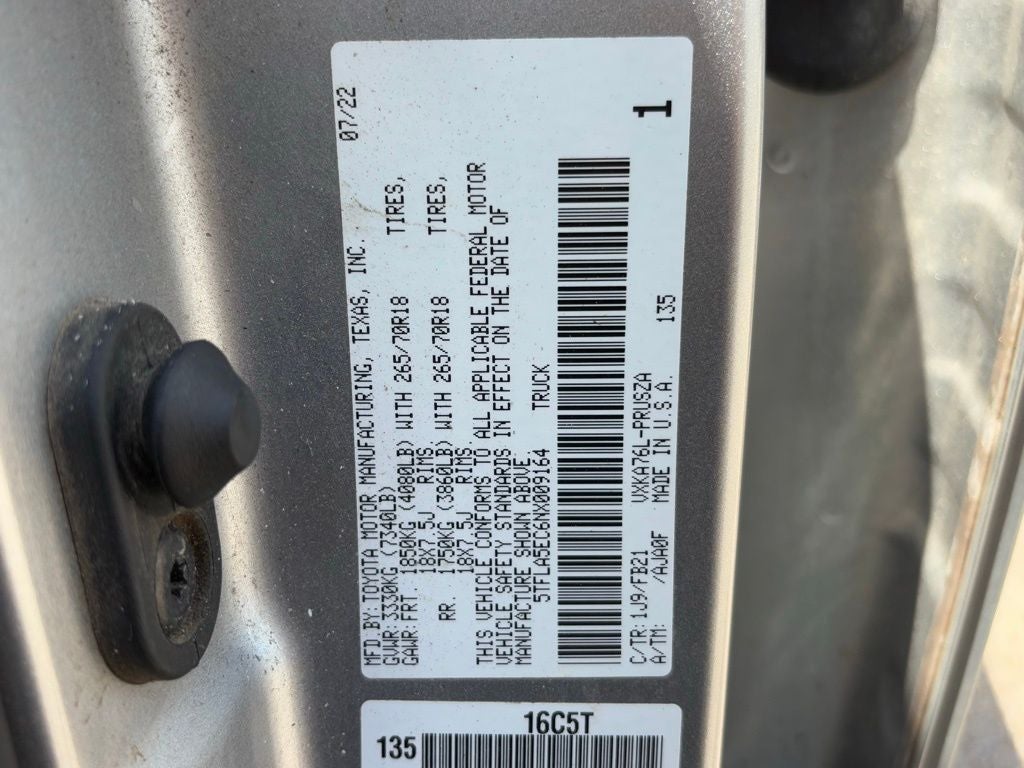 MFD.BY:TOYOTA MOTOR MANUFACTURING, TEXAS, INC. 07/22
GVWR:3330KG (7340LB)
GAWR:FRT. 1850KG (4080LB) WITH 265/70R18 TIRES,
18X7.5J RIMS
RR. 1750KG (3860LB) WITH 265/70R18 TIRES,
18X7.5J RIMS
THIS VEHICLE CONFORMS TO ALL APPLICABLE FEDERAL MOTOR
VEHICLE SAFETY STANDARDS IN EFFECT ON THE DATE OF
MANUFACTURE SHOWN ABOVE.
5TFLA5EC6NX009164 TRUCK
C/TR:1J9/FB21 VXKA76L-PRUSZA 1
A/TM: /AJA0F MADE IN U.S.A. 135
16C5T
135